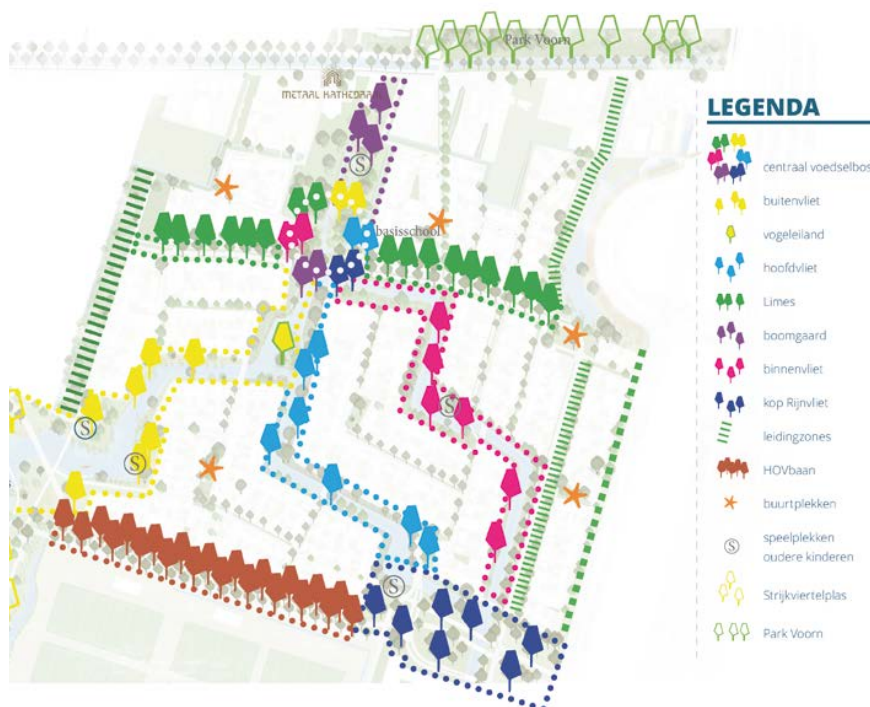 Park Voorn
METAAL KATHEDRAAL
S
basisschool
S
S
S
S
LEGENDA
centraal voedselbos
buitenvliet
vogeleiland
hoofdvliet
Limes
boomgaard
binnenvliet
kop Rijnvliet
leidingzones
HOVbaan
buurtplekken
S
speelplekken
oudere kinderen
Strijkviertelplas
Park Voorn